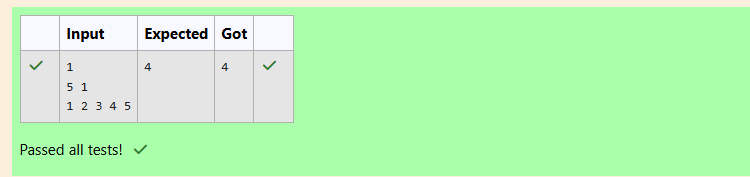 Input Expected Got
1 4 4
5 1
1 2 3 4 5
Passed all tests!